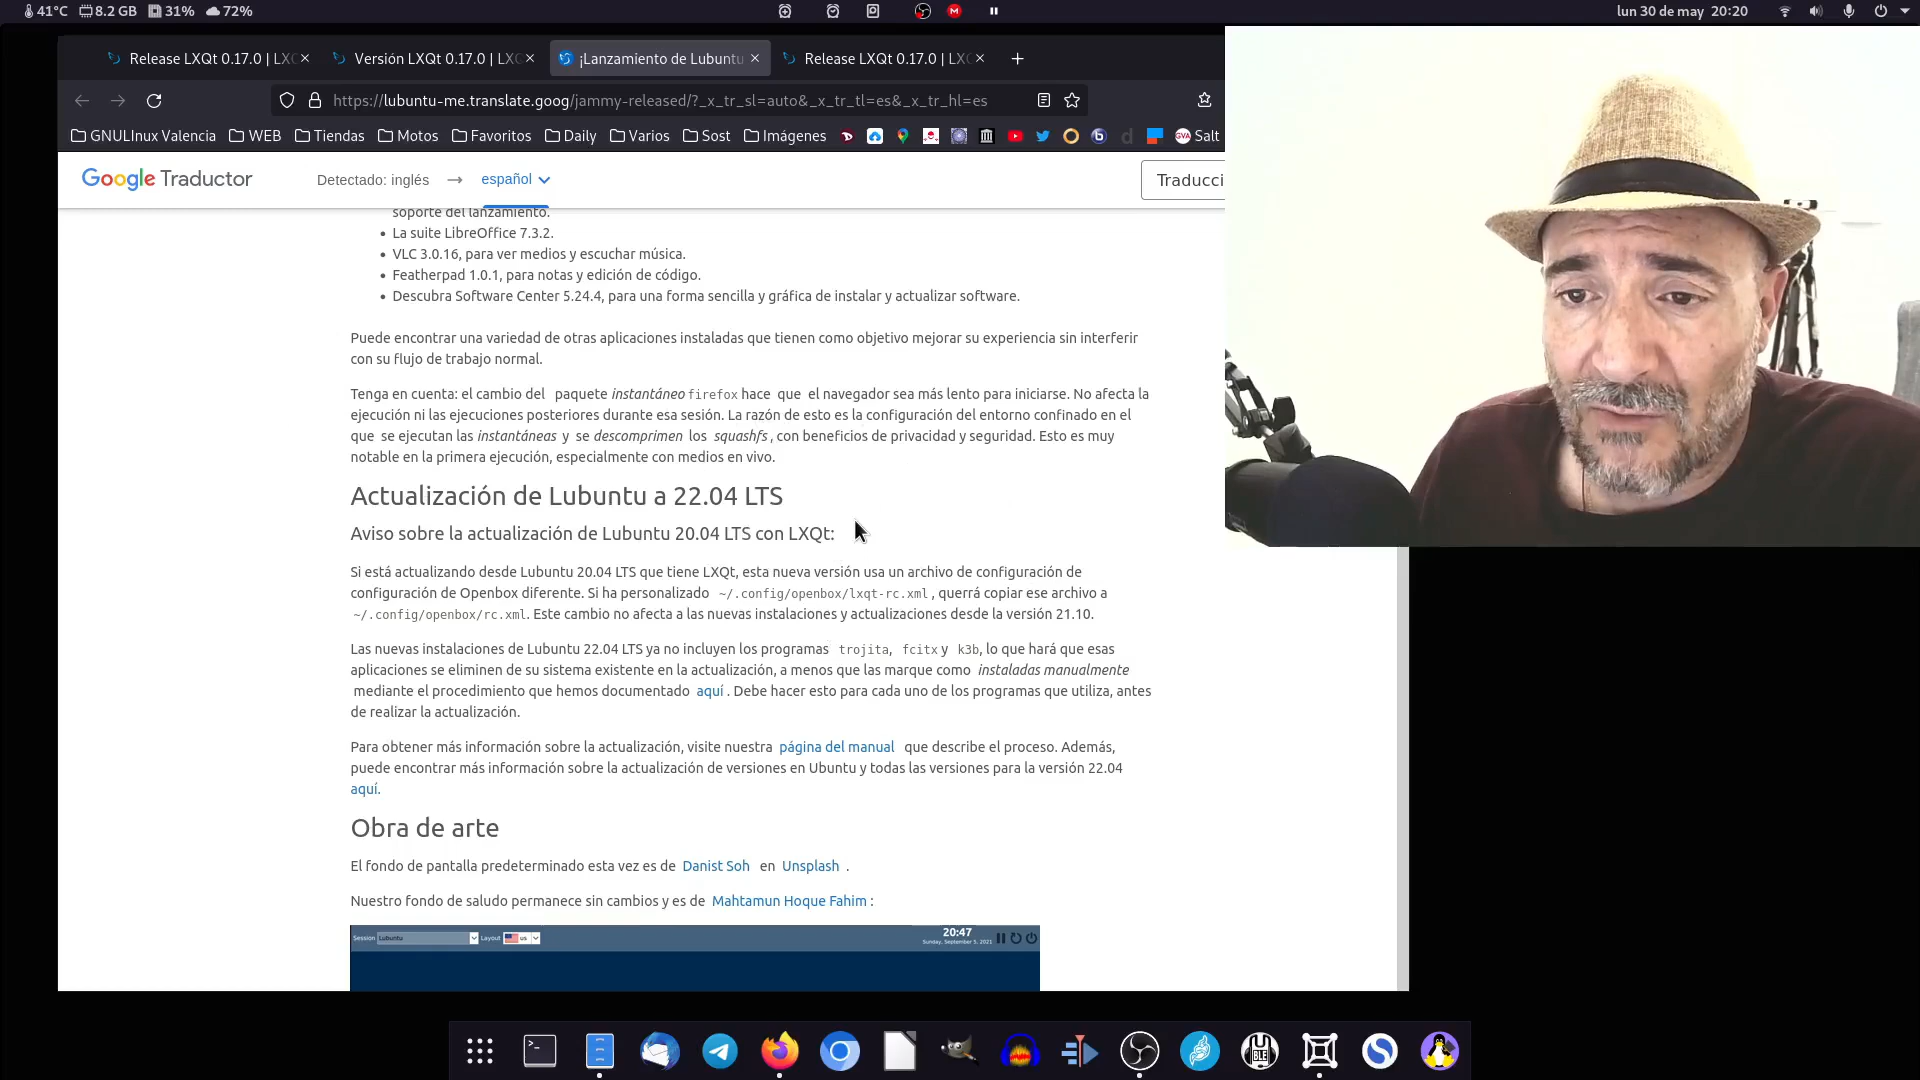 41°C 8.2 GB 31% 72% lun 30 de may 20:20
Release LXQt 0.17.0 | LXQ Versión LXQt 0.17.0 | LXQ ¡Lanzamiento de Lubuntu Release LXQt 0.17.0 | LXQ
https://lubuntu-me.translate.goog/jammy-released/?_x_tr_sl=auto&_x_tr_tl=es&_x_tr_hl=es
GNULInux Valencia WEB Tiendas Motos Favoritos Daily Varios Sost Imágenes GVA Salt
Google Traductor Detectado: inglés → español Traducci
soporte del lanzamiento.
• La suite LibreOffice 7.3.2.
• VLC 3.0.16, para ver medios y escuchar música.
• Featherpad 1.0.1, para notas y edición de código.
• Descubra Software Center 5.24.4, para una forma sencilla y gráfica de instalar y actualizar software.
Puede encontrar una variedad de otras aplicaciones instaladas que tienen como objetivo mejorar su experiencia sin interferir
con su flujo de trabajo normal.
Tenga en cuenta: el cambio del paquete instantáneo firefox hace que el navegador sea más lento para iniciarse. No afecta la
ejecución ni las ejecuciones posteriores durante esa sesión. La razón de esto es la configuración del entorno confinado en el
que se ejecutan las instantáneas y se descomprimen los squashfs , con beneficios de privacidad y seguridad. Esto es muy
notable en la primera ejecución, especialmente con medios en vivo.
Actualización de Lubuntu a 22.04 LTS
Aviso sobre la actualización de Lubuntu 20.04 LTS con LXQt:
Si está actualizando desde Lubuntu 20.04 LTS que tiene LXQt, esta nueva versión usa un archivo de configuración de
configuración de Openbox diferente. Si ha personalizado ~/.config/openbox/lxqt-rc.xml , querrá copiar ese archivo a
~/.config/openbox/rc.xml. Este cambio no afecta a las nuevas instalaciones y actualizaciones desde la versión 21.10.
Las nuevas instalaciones de Lubuntu 22.04 LTS ya no incluyen los programas trojita, fcitx y k3b, lo que hará que esas
aplicaciones se eliminen de su sistema existente en la actualización, a menos que las marque como instaladas manualmente
mediante el procedimiento que hemos documentado aquí . Debe hacer esto para cada uno de los programas que utiliza, antes
de realizar la actualización.
Para obtener más información sobre la actualización, visite nuestra página del manual que describe el proceso. Además,
puede encontrar más información sobre la actualización de versiones en Ubuntu y todas las versiones para la versión 22.04
aquí.
Obra de arte
El fondo de pantalla predeterminado esta vez es de Danist Soh en Unsplash .
Nuestro fondo de saludo permanece sin cambios y es de Mahtamun Hoque Fahim :
Session Lubuntu Layout us 20:47
Sunday, September 5, 2021